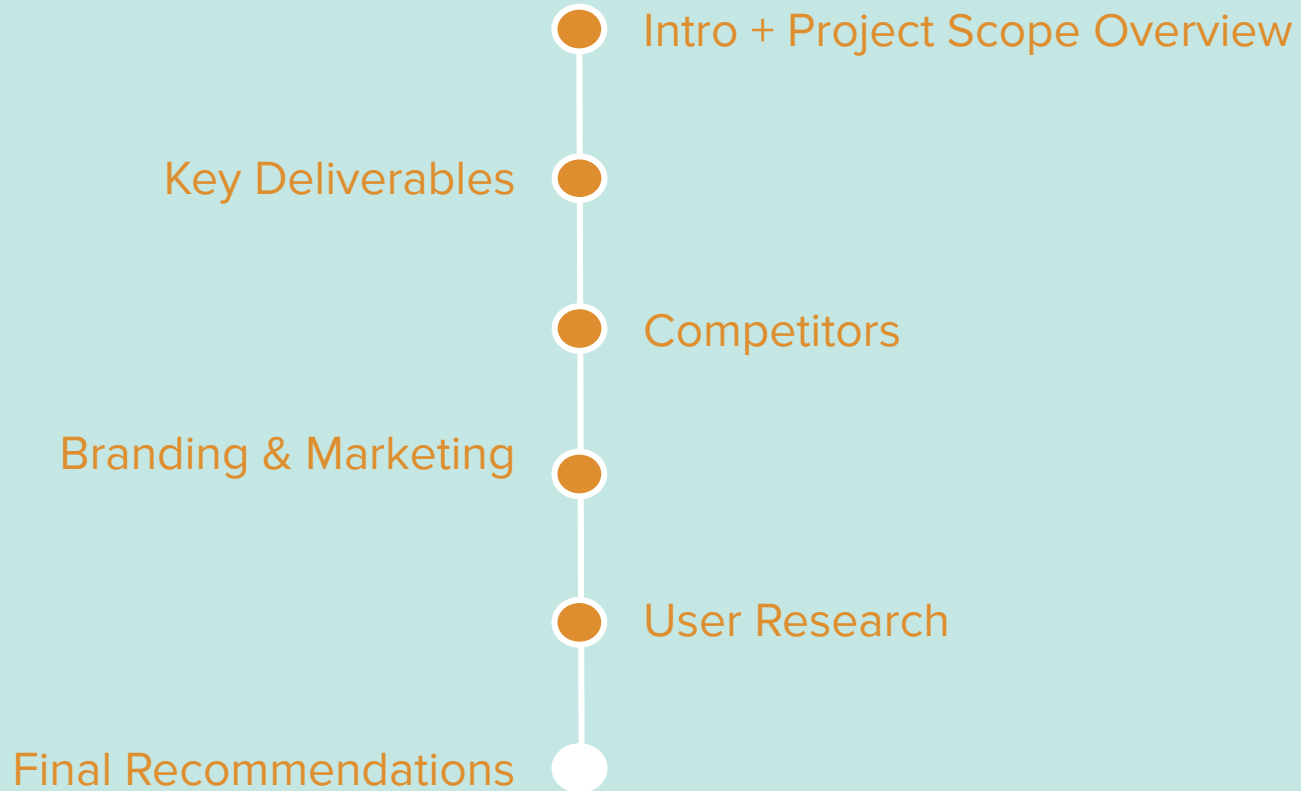 Intro + Project Scope Overview
Key Deliverables
Competitors
Branding & Marketing
User Research
Final Recommendations